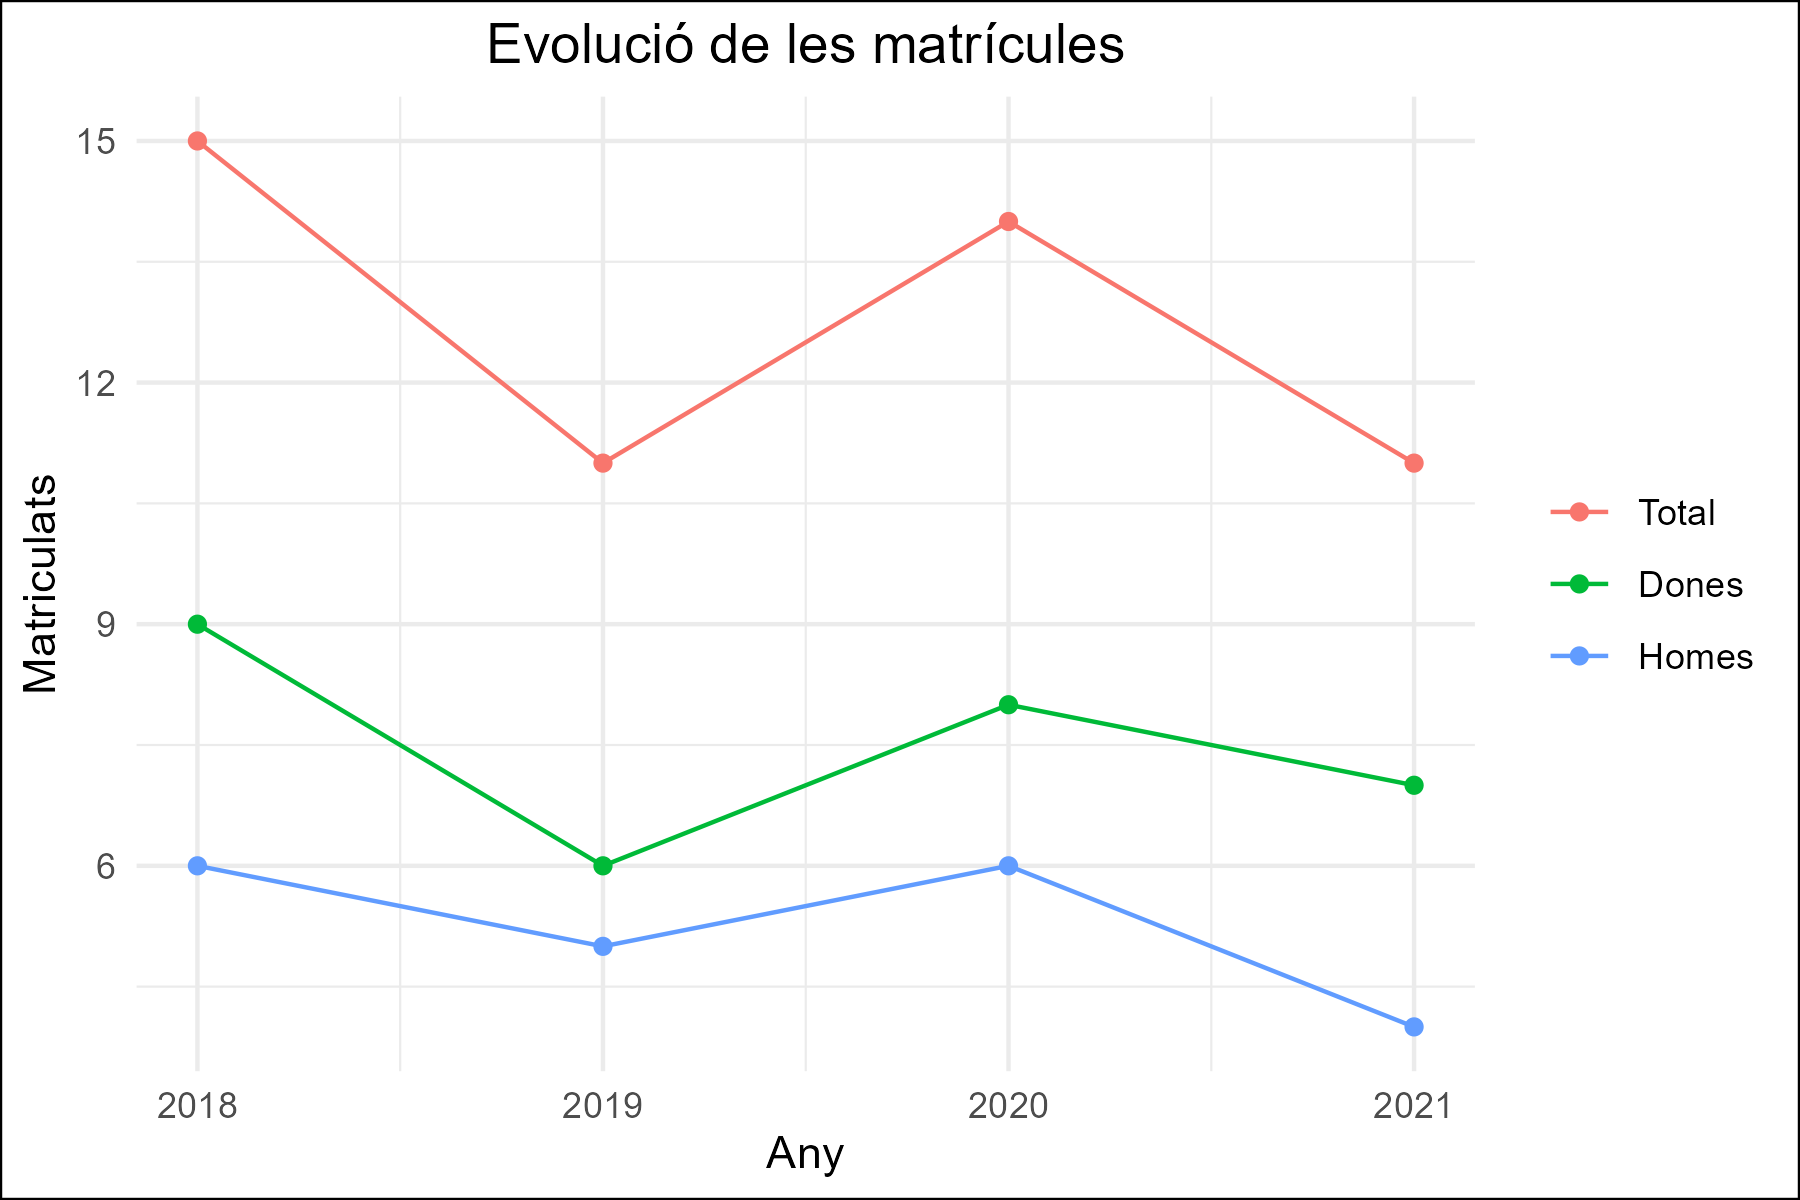 Evolució de les matrícules
15
12
9
6
Matriculats
2018
2019
2020
2021
Any
Total
Dones
Homes